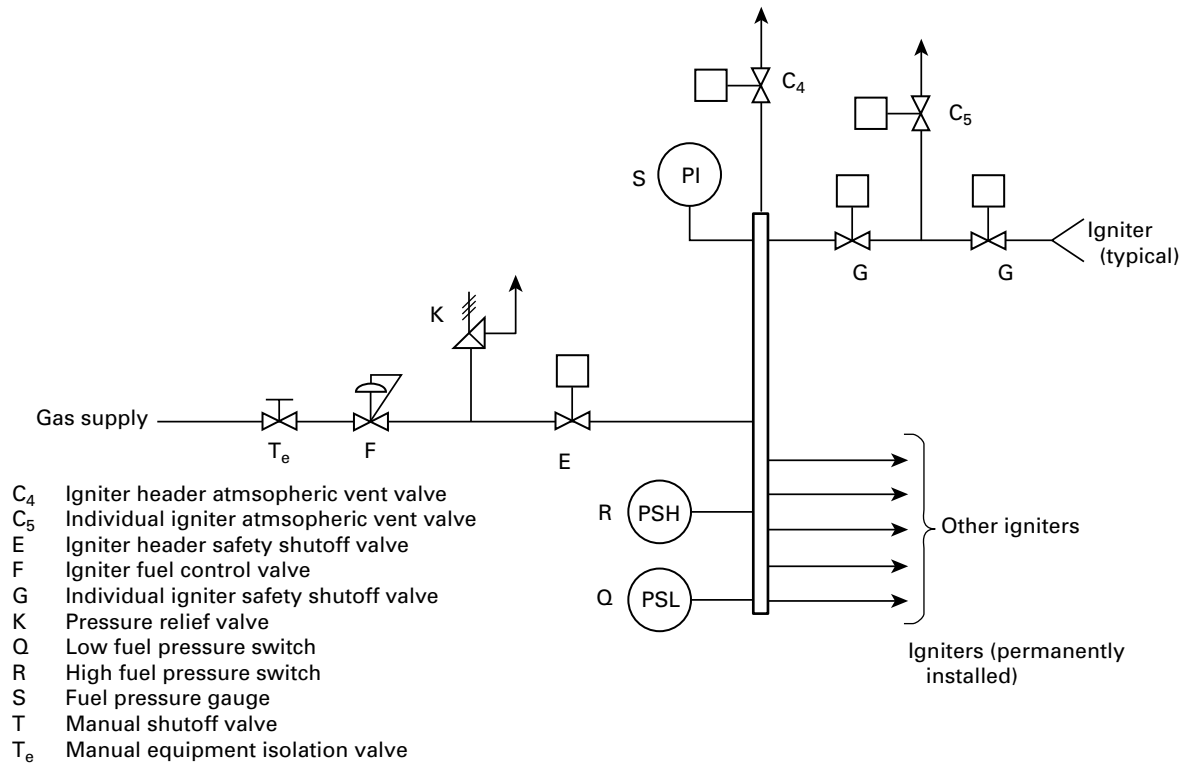 C₄
C₅
S
PI
Igniter
(typical)
G
G
K
Gas supply
Tₑ
F
E
R
PSH
Other igniters
Q
PSL
Igniters (permanently
installed)
C₄ Igniter header atmsopheric vent valve
C₅ Individual igniter atmsopheric vent valve
E Igniter header safety shutoff valve
F Igniter fuel control valve
G Individual igniter safety shutoff valve
K Pressure relief valve
Q Low fuel pressure switch
R High fuel pressure switch
S Fuel pressure gauge
T Manual shutoff valve
Tₑ Manual equipment isolation valve